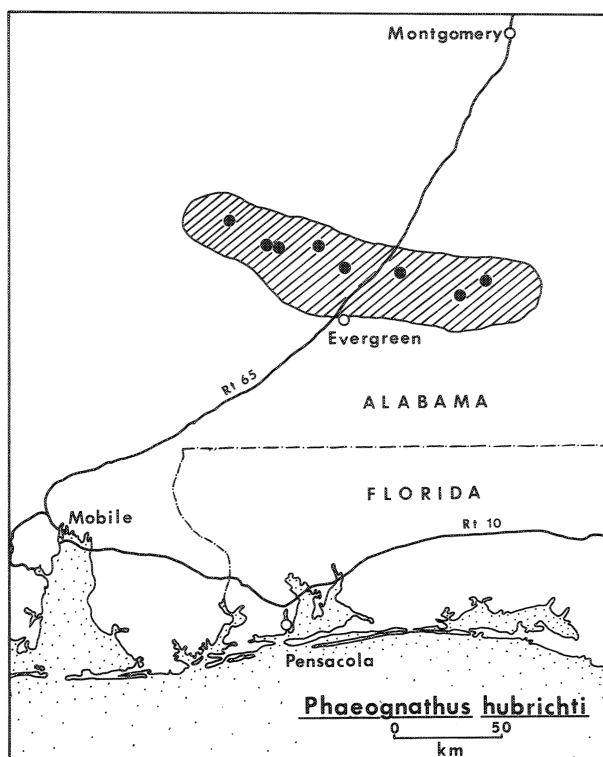 Montgomery
Evergreen
Rt 65
ALABAMA
FLORIDA
Mobile
Rt 10
Pensacola
Phaeognathus hubrichti
0 50
km